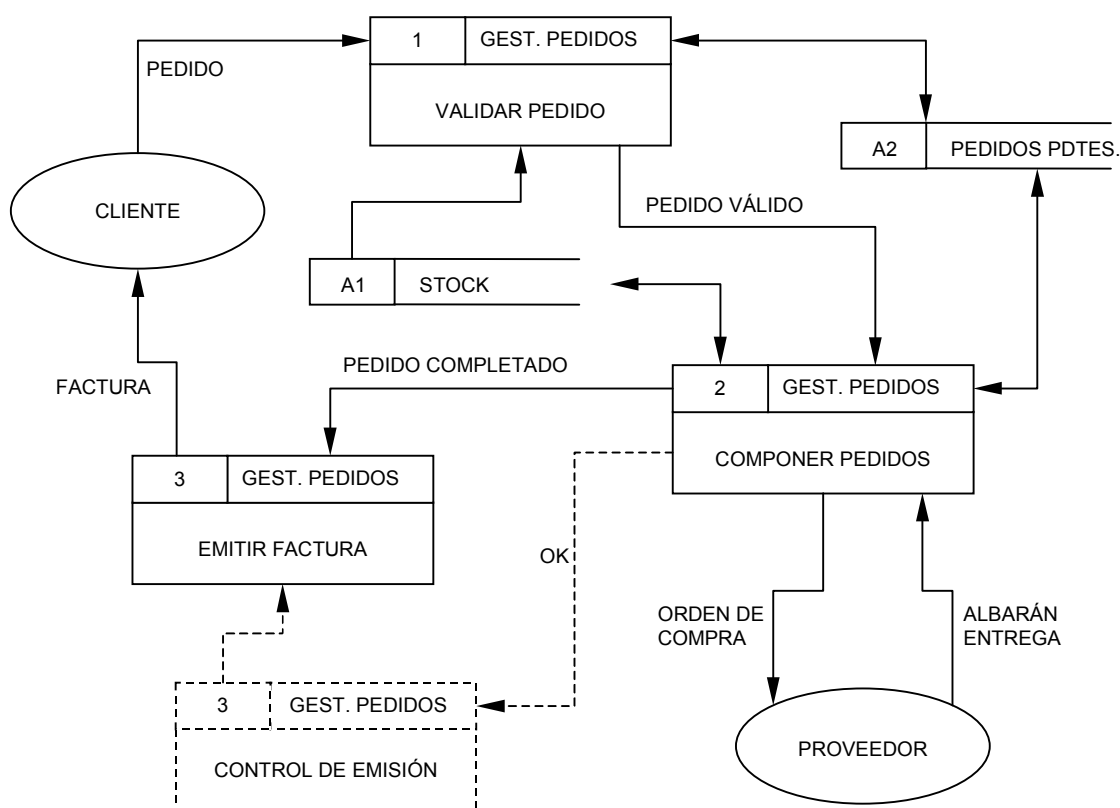 1
GEST. PEDIDOS
VALIDAR PEDIDO
PEDIDO
A2
PEDIDOS PDTES.
CLIENTE
PEDIDO VÁLIDO
A1
STOCK
PEDIDO COMPLETADO
FACTURA
2
GEST. PEDIDOS
COMPONER PEDIDOS
3
GEST. PEDIDOS
EMITIR FACTURA
OK
ORDEN DE
COMPRA
ALBARÁN
ENTREGA
3
GEST. PEDIDOS
CONTROL DE EMISIÓN
PROVEEDOR